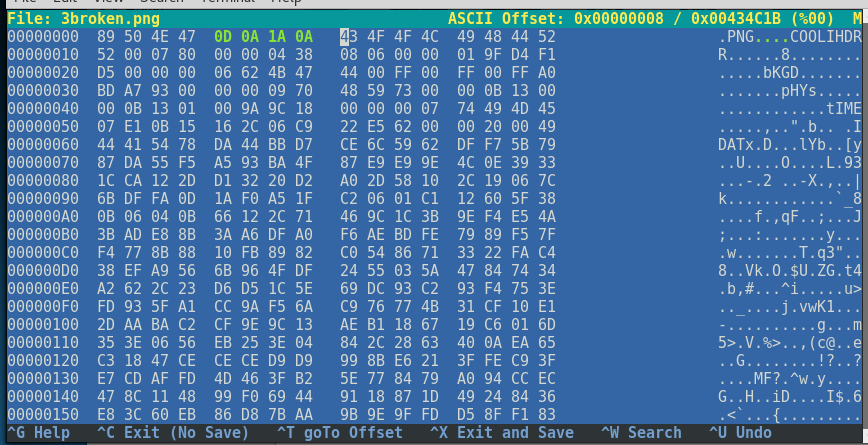 File: 3broken.png ASCII Offset: 0x00000008 / 0x00434C1B (%00) M
00000000 89 50 4E 47 0D 0A 1A 0A 43 4F 4F 4C 49 48 44 52 .PNG....COOLIHDR
00000010 52 00 07 80 00 00 04 38 08 06 00 00 01 9F D4 F1 R......8........
00000020 D5 00 00 00 06 62 4B 47 44 00 FF 00 FF 00 FF A0 .....bKGD.......
00000030 BD A7 93 00 00 00 09 70 48 59 73 00 00 0B 13 00 .......pHYs.....
00000040 00 0B 13 01 00 9A 9C 18 00 00 00 07 74 49 4D 45 ............tIME
00000050 07 E1 0B 15 16 2C 06 C9 22 E5 62 00 00 20 00 49 .....,..".b.. .I
00000060 44 41 54 78 DA 44 BB D7 CE 6C 59 62 DF F7 5B 79 DATx.D...lYb..[y
00000070 87 DA 55 F5 A5 93 BA 4F 87 E9 E9 9E 4C 0E 39 33 ..U....O....L.93
00000080 1C CA 12 2D D1 32 20 D2 A0 2D 58 10 2C 19 06 7C ...-.2 ..-X.,..|
00000090 6B DF FA 0D 1A F0 A5 1F C2 06 01 C1 12 60 5F 38 k............`_8
000000A0 0B 06 04 0B 66 12 2C 71 46 9C 1C 3B 9E F4 E5 4A ....f.,qF..;...J
000000B0 3B AD E8 8B 3A A6 DF A0 F6 AE BD FE 79 89 F5 7F ;...:.......y...
000000C0 F4 77 8B 88 10 FB 89 82 C0 54 86 71 33 22 FA C4 .w.......T.q3"..
000000D0 38 EF A9 56 6B 96 4F DF 24 55 03 5A 47 84 74 34 8..Vk.O.$U.ZG.t4
000000E0 A2 62 2C 23 D6 D5 1C 5E 69 DC 93 C2 93 F4 75 3E .b,#...^i.....u>
000000F0 FD 93 5F A1 CC 9A F5 6A C9 76 77 4B 31 CF 10 E1 .._....j.vwK1...
00000100 2D AA BA C2 CF 9E 9C 13 AE B1 18 67 19 C6 01 6D -..........g...m
00000110 35 3E 06 56 EB 25 3E 04 84 2C 28 63 40 0A EA 65 5>.V.%>..,(c@..e
00000120 C3 18 47 CE CE CE D9 D9 99 8B E6 21 3F FE C9 3F ..G........!?..?
00000130 E7 CD AF FD 4D 46 3F B2 5E 77 84 79 A0 94 CC EC ....MF?.^w.y....
00000140 47 8C 11 48 99 F0 69 44 91 18 87 1D 49 24 84 36 G..H..iD....I$.6
00000150 E8 3C 60 EB 86 D8 7B AA 9B 9E 9F FD D5 8F F1 83 .<`...{.........
^G Help ^C Exit (No Save) ^T goTo Offset ^X Exit and Save ^W Search ^U Undo